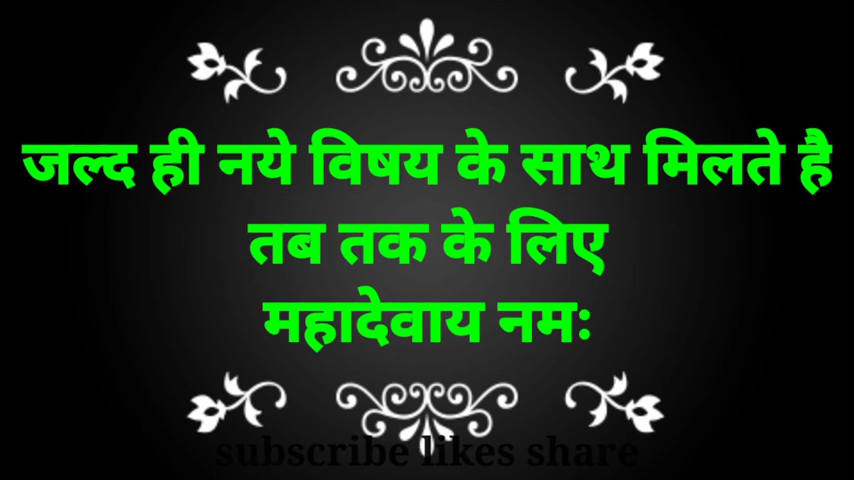 जल्द ही नये विषय के साथ मिलते है
तब तक के लिए
महादेवाय नमः
subscribe likes share